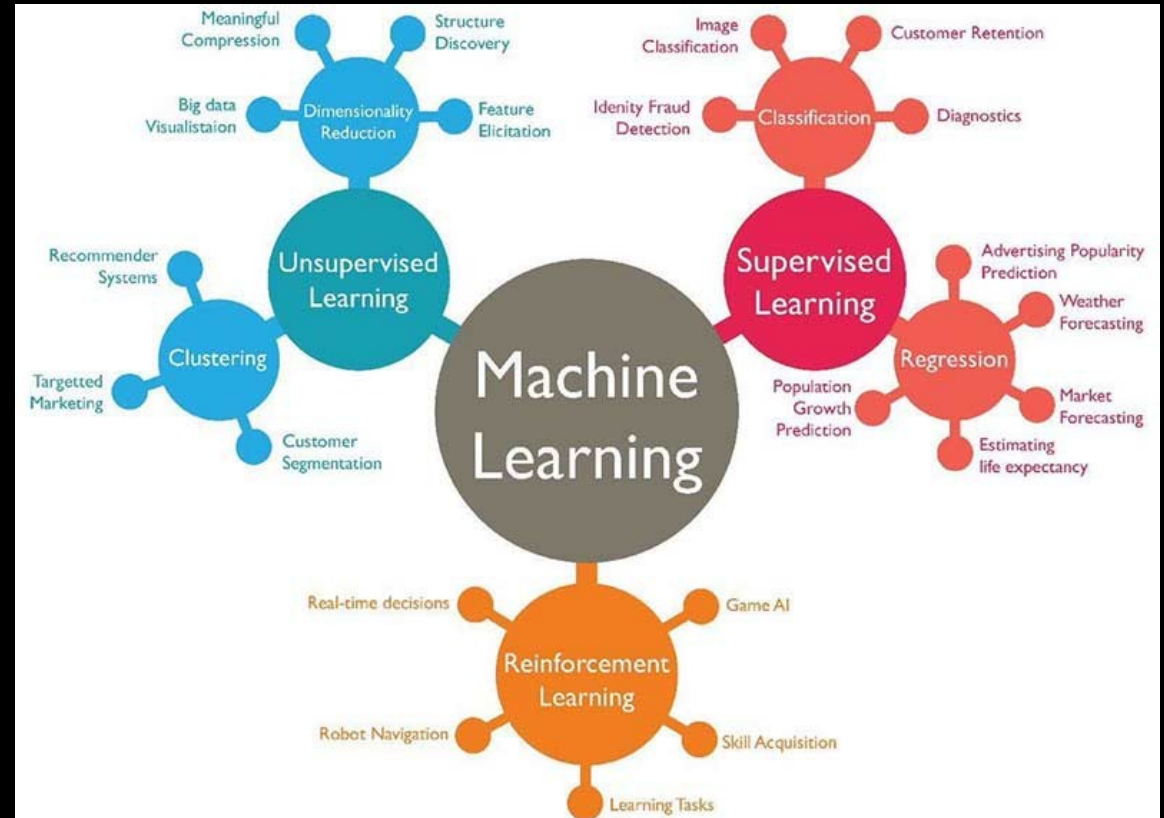 Meaningful
Compression
Structure
Discovery
Big data
Visualistaion
Dimensionality
Reduction
Feature
Elicitation
Recommender
Systems
Unsupervised
Learning
Clustering
Targetted
Marketing
Customer
Segmentation
Machine
Learning
Image
Classification
Customer Retention
Idenity Fraud
Detection
Classification
Diagnostics
Supervised
Learning
Advertising Popularity
Prediction
Weather
Forecasting
Regression
Population
Growth
Prediction
Market
Forecasting
Estimating
life expectancy
Real-time decisions
Game AI
Reinforcement
Learning
Robot Navigation
Skill Acquisition
Learning Tasks